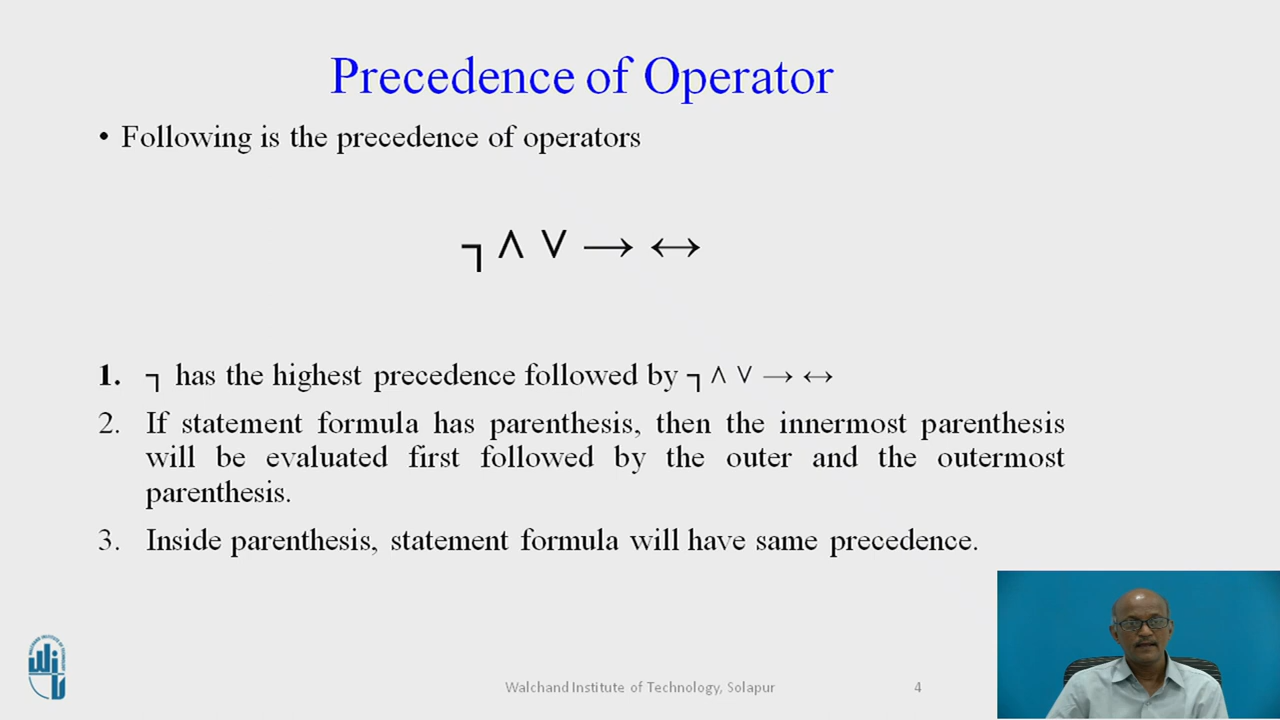 Precedence of Operator
• Following is the precedence of operators
┐ ∧ ∨ → ↔
1. ┐ has the highest precedence followed by ┐ ∧ ∨ → ↔
2. If statement formula has parenthesis, then the innermost parenthesis
will be evaluated first followed by the outer and the outermost
parenthesis.
3. Inside parenthesis, statement formula will have same precedence.
Walchand Institute of Technology, Solapur
4